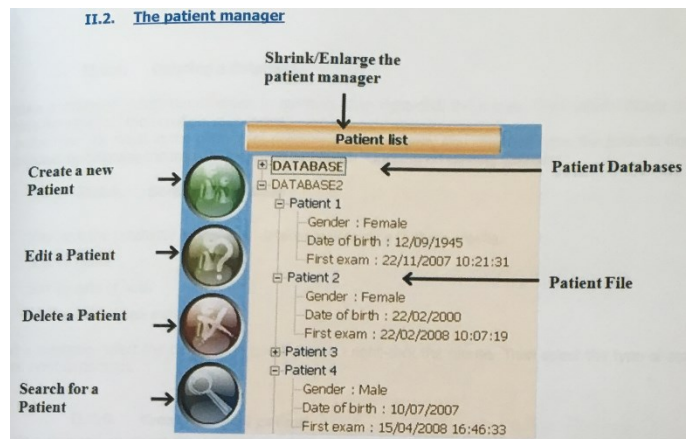 II.2. The patient manager
Shrink/Enlarge the
patient manager
Patient list
Create a new
Patient
Edit a Patient
Delete a Patient
Search for a
Patient
DATABASE
DATABASE2
Patient 1
Gender : Female
Date of birth : 12/09/1945
First exam : 22/11/2007 10:21:31
Patient 2
Gender : Female
Date of birth : 22/02/2000
First exam : 22/02/2008 10:07:19
Patient 3
Patient 4
Gender : Male
Date of birth : 10/07/2007
First exam : 15/04/2008 16:46:33
Patient Databases
Patient File